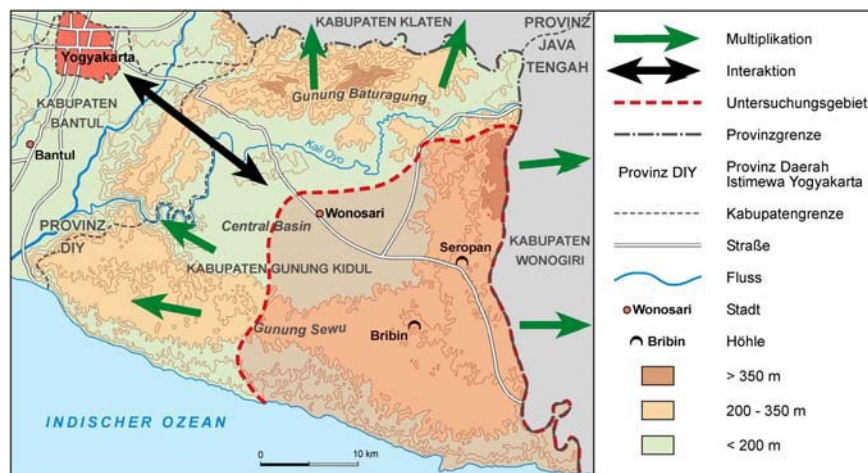 KABUPATEN KLATEN
PROVINZ
JAVA
TENGAH
Yogyakarta
Gunung Baturagung
KABUPATEN
BANTUL
Bantul
Kali Oyo
Central Basin
Wonosari
PROVINZ
DIY
KABUPATEN GUNUNG KIDUL
Seropan
KABUPATEN
WONOGIRI
Gunung Sewu
Bribin
INDISCHER OZEAN
0
10 km
Multiplikation
Interaktion
Untersuchungsgebiet
Provinzgrenze
Provinz DIY
Provinz Daerah
Istimewa Yogyakarta
Kabupatengrenze
Straße
Fluss
Wonosari
Stadt
Bribin
Höhle
> 350 m
200 - 350 m
< 200 m